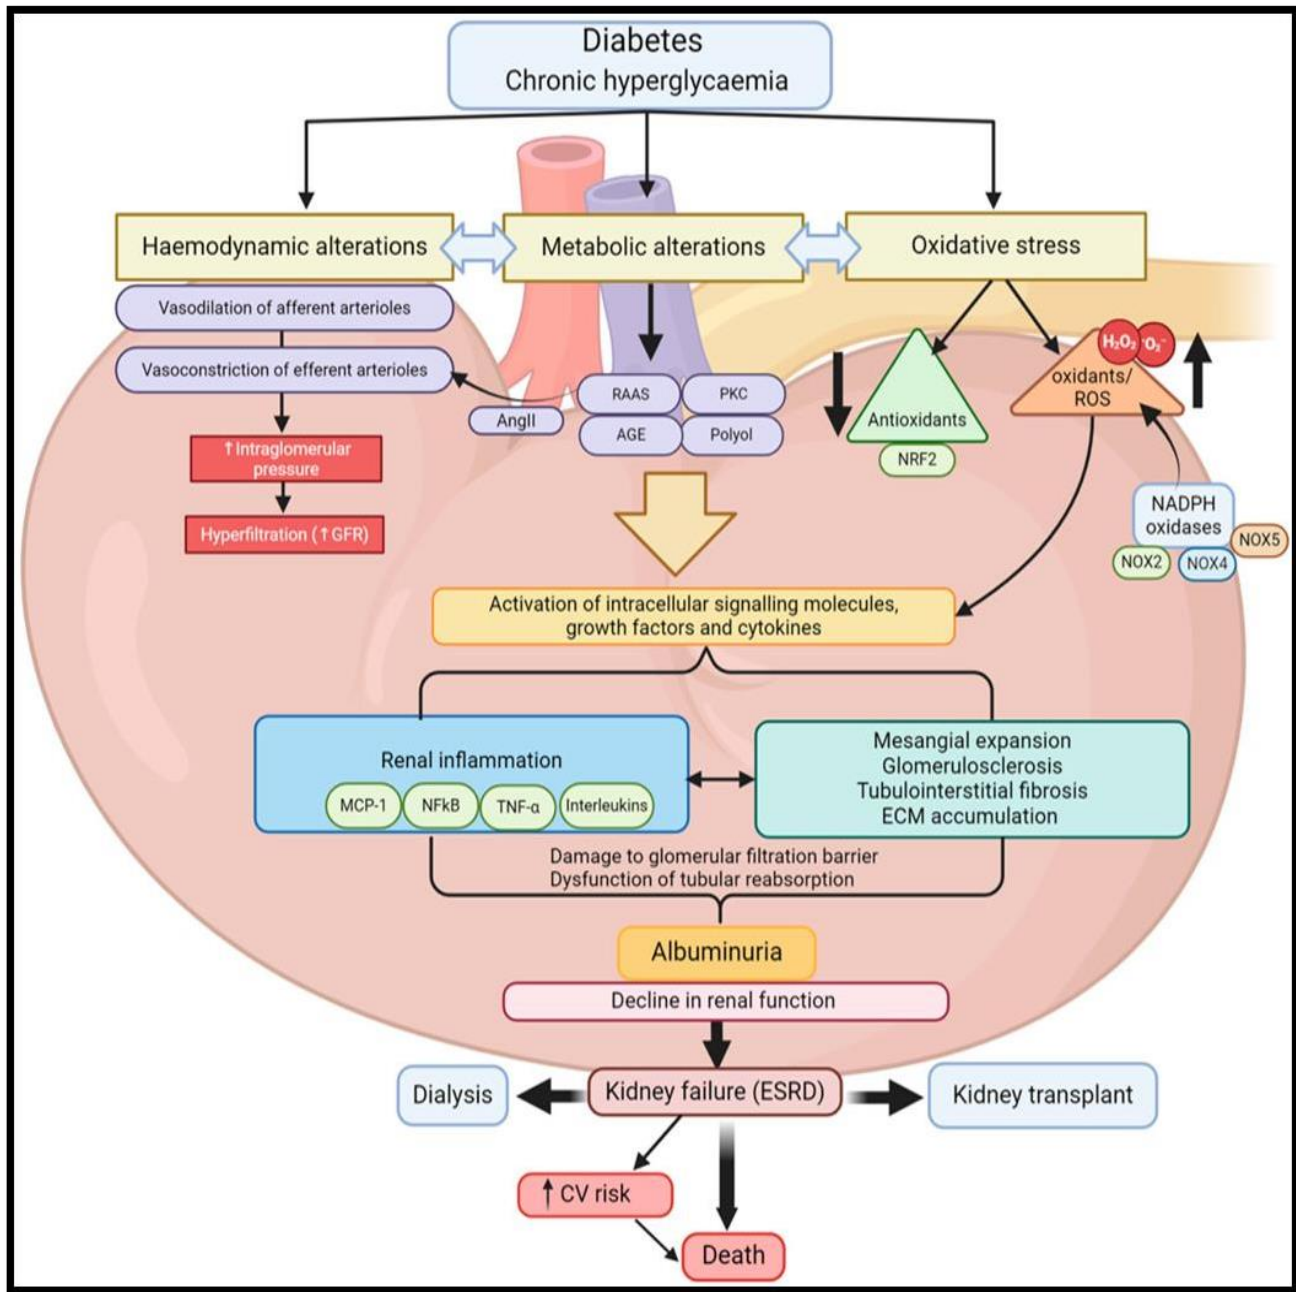 Diabetes
Chronic hyperglycaemia
Haemodynamic alterations
Metabolic alterations
Oxidative stress
Vasodilation of afferent arterioles
Vasoconstriction of efferent arterioles
↑Intraglomerular
pressure
Hyperfiltration (↑GFR)
AngII
RAAS
PKC
AGE
Polyol
Antioxidants
NRF2
H₂O₂
·O₂⁻
oxidants/
ROS
NADPH
oxidases
NOX2
NOX4
NOX5
Activation of intracellular signalling molecules,
growth factors and cytokines
Renal inflammation
MCP-1
NFkB
TNF-α
Interleukins
Mesangial expansion
Glomerulosclerosis
Tubulointerstitial fibrosis
ECM accumulation
Damage to glomerular filtration barrier
Dysfunction of tubular reabsorption
Albuminuria
Decline in renal function
Dialysis
Kidney failure (ESRD)
Kidney transplant
↑ CV risk
Death